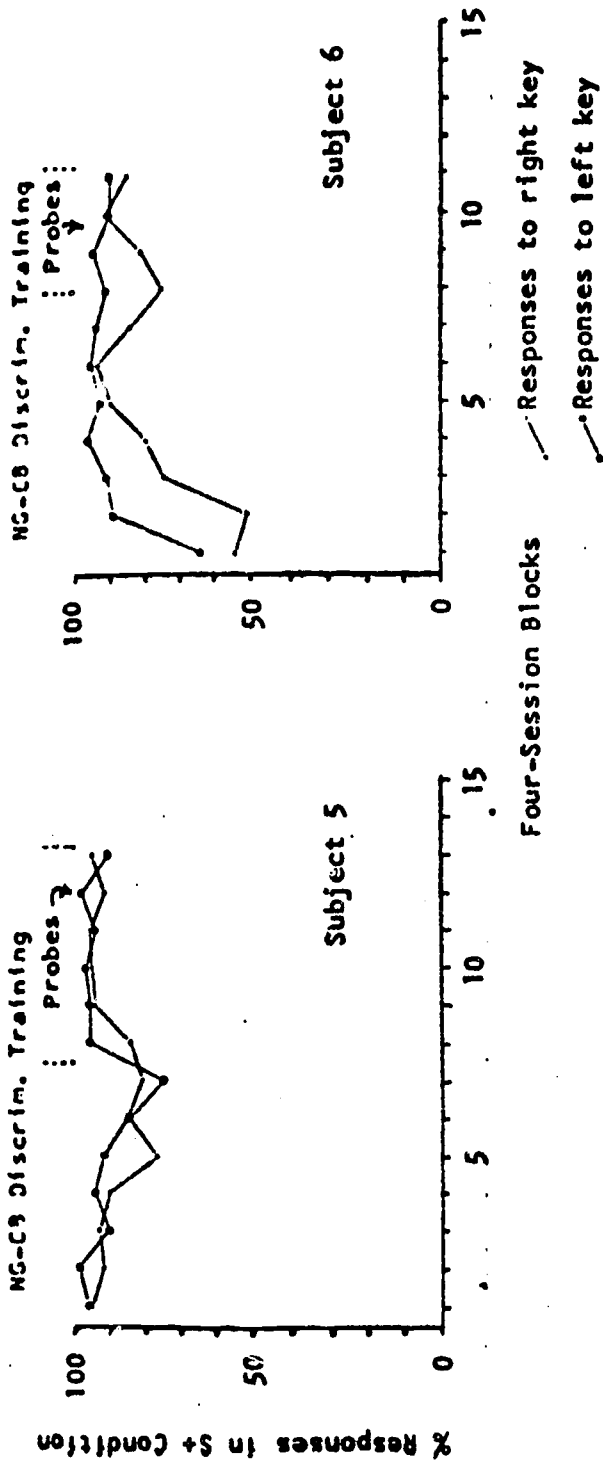 NG-CB Discrim. Training
Probes
Subject 5
NG-CB Discrim. Training
Probes
Subject 6
% Responses in S+ Condition
100
50
0
5
10
15
100
50
0
5
10
15
Four-Session Blocks
Responses to right key
Responses to left key